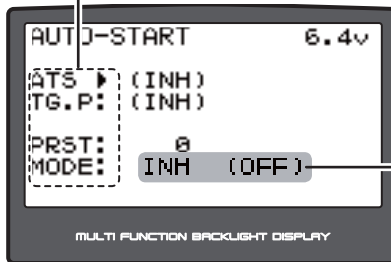 AUTO-START 6.4v
ATS ▶ (INH)
TG.P: (INH)
PRST: 0
MODE: INH (OFF)
MULTI FUNCTION BACKLIGHT DISPLAY